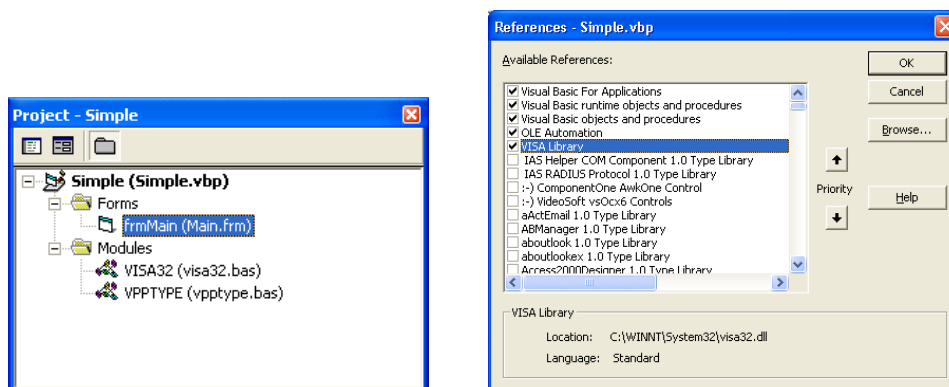 Project - Simple
Simple (Simple.vbp)
Forms
frmMain (Main.frm)
Modules
VISA32 (visa32.bas)
VPPTYPE (vpptype.bas)
References - Simple.vbp
Available References:
Visual Basic For Applications
Visual Basic runtime objects and procedures
Visual Basic objects and procedures
OLE Automation
VISA Library
IAS Helper COM Component 1.0 Type Library
IAS RADIUS Protocol 1.0 Type Library
:-) ComponentOne AwkOne Control
:-) VideoSoft vsOcx6 Controls
aActEmail 1.0 Type Library
ABManager 1.0 Type Library
aboutlook 1.0 Type Library
aboutlookex 1.0 Type Library
Access2000Designer 1.0 Type Library
OK
Cancel
Browse...
Priority
Help
VISA Library
Location: C:\WINNT\System32\visa32.dll
Language: Standard